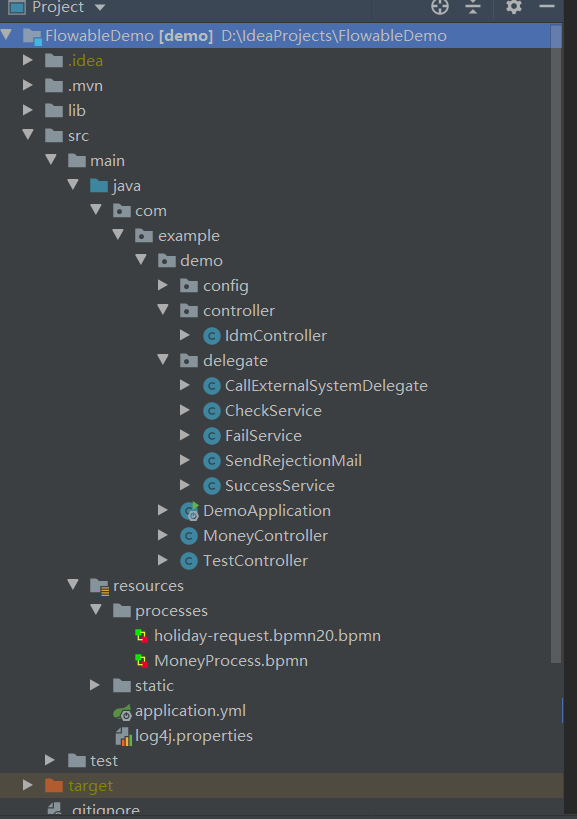 Project
FlowableDemo [demo] D:\IdeaProjects\FlowableDemo
.idea
.mvn
lib
src
main
java
com
example
demo
config
controller
IdmController
delegate
CallExternalSystemDelegate
CheckService
FailService
SendRejectionMail
SuccessService
DemoApplication
MoneyController
TestController
resources
processes
holiday-request.bpmn20.bpmn
MoneyProcess.bpmn
static
application.yml
log4j.properties
test
target
.gitignore